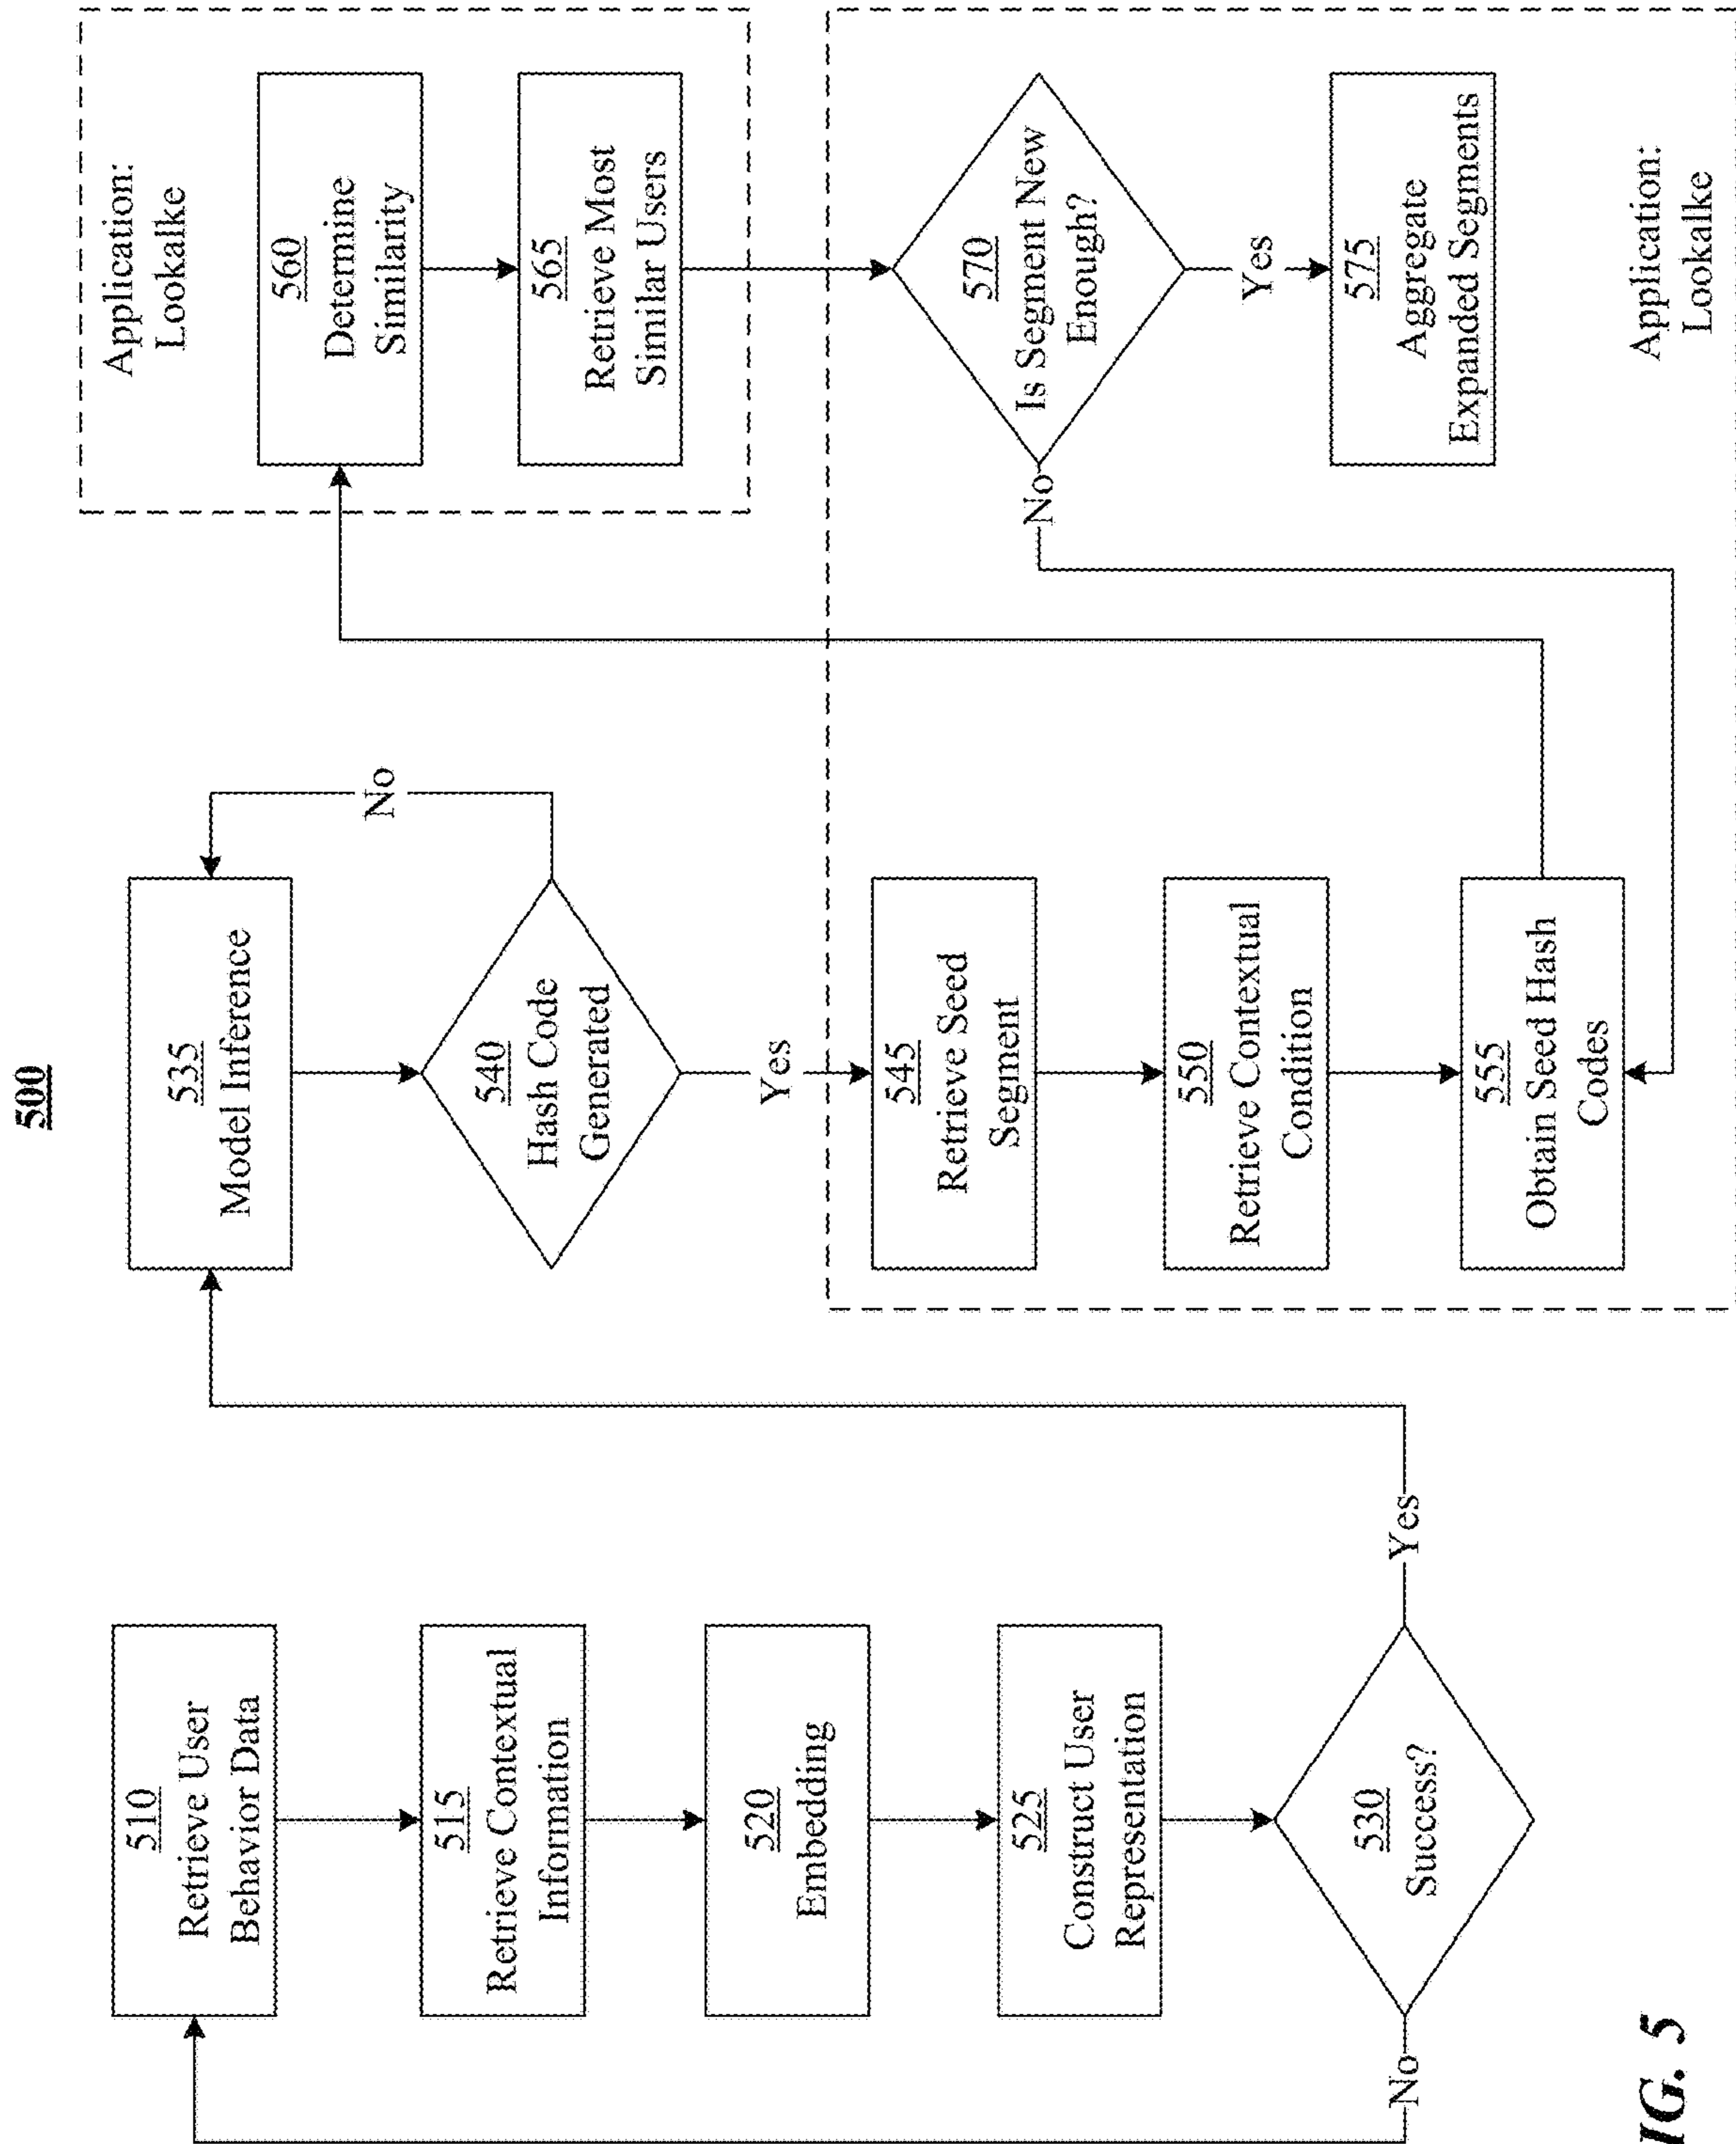 500
510
Retrieve User
Behavior Data
515
Retrieve Contextual
Information
520
Embedding
525
Construct User
Representation
530
Success?
No
Yes
535
Model Inference
540
Hash Code
Generated
No
Yes
545
Retrieve Seed
Segment
550
Retrieve Contextual
Condition
555
Obtain Seed Hash
Codes
Application:
Lookalke
560
Determine
Similarity
565
Retrieve Most
Similar Users
570
Is Segment New
Enough?
No
Yes
575
Aggregate
Expanded Segments
Application:
Lookalke
IG. 5